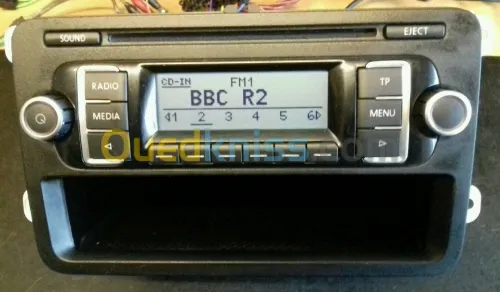 SOUND EJECT
RADIO CD-IN FM1 TP
BBC R2
MEDIA 1 2 3 4 5 6 MENU
Ouedkniss.com